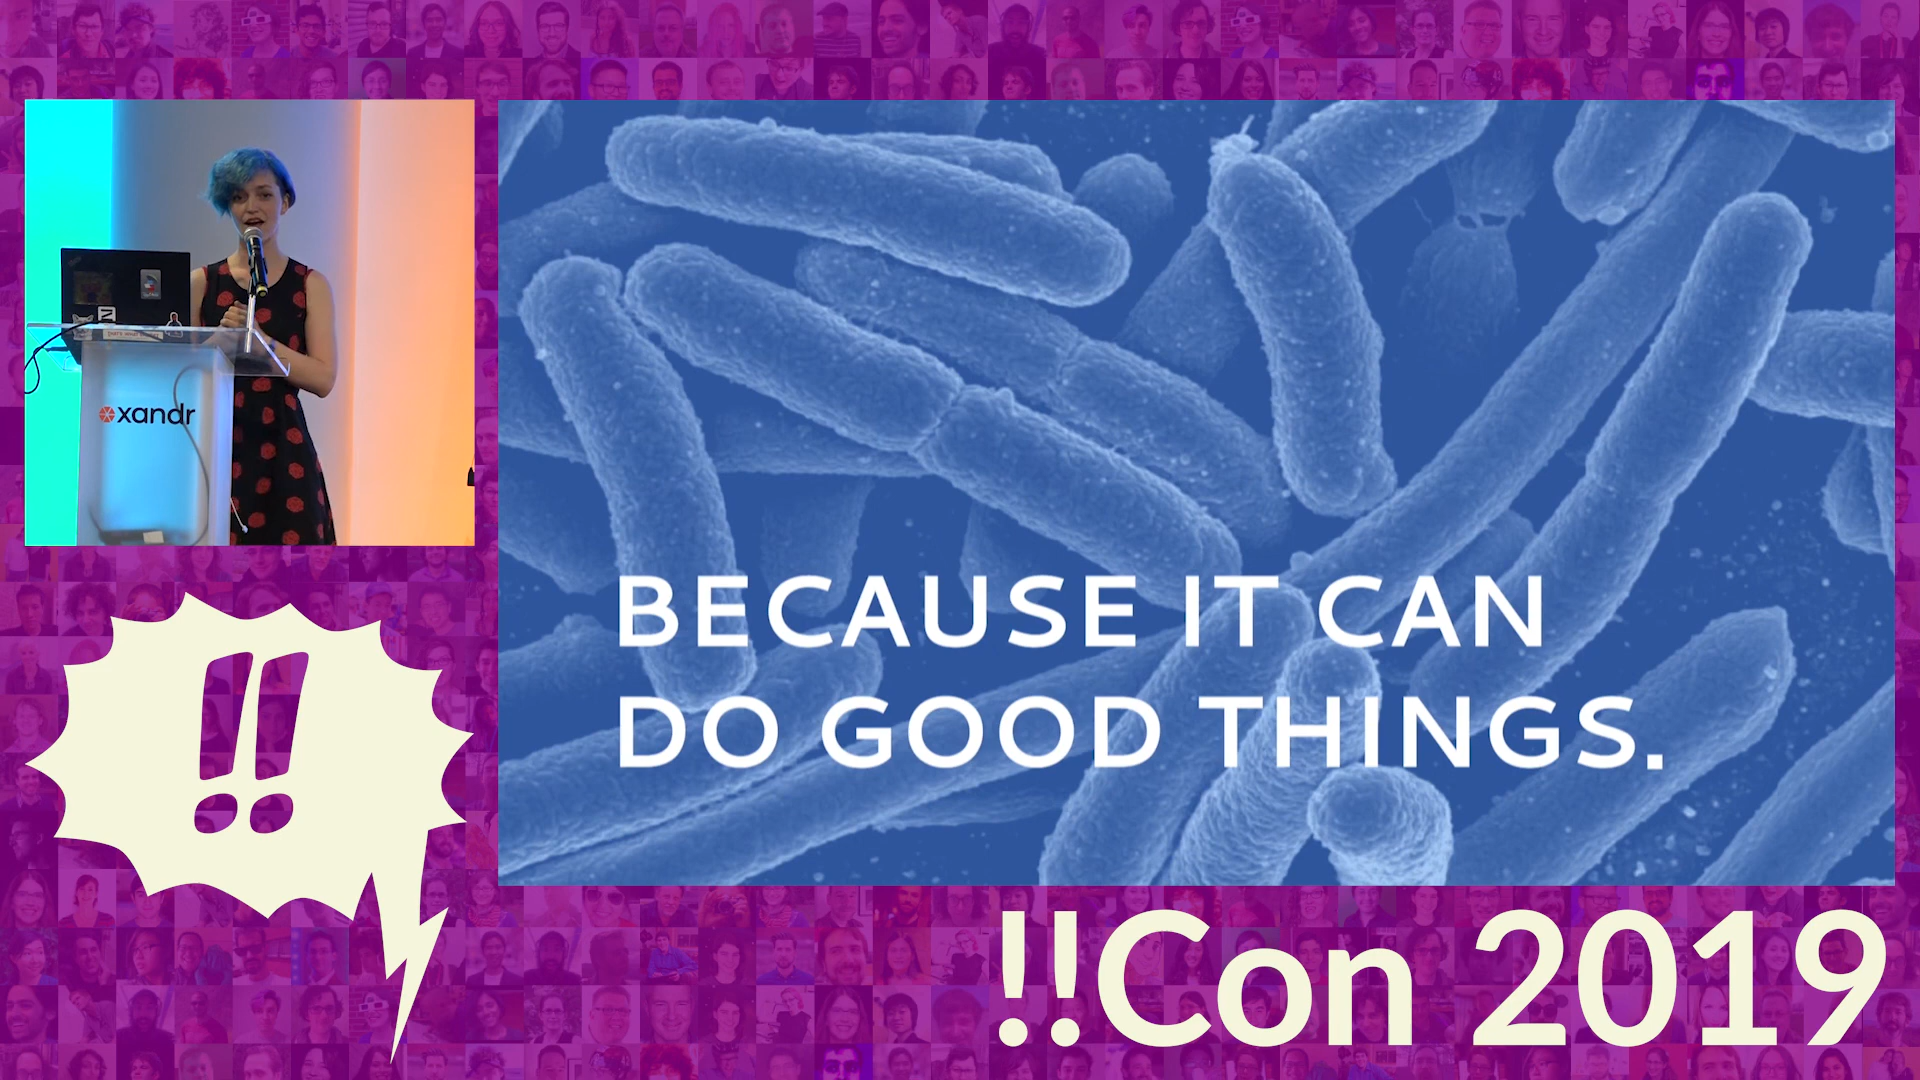 xandr
!!
BECAUSE IT CAN
DO GOOD THINGS.
!!Con 2019